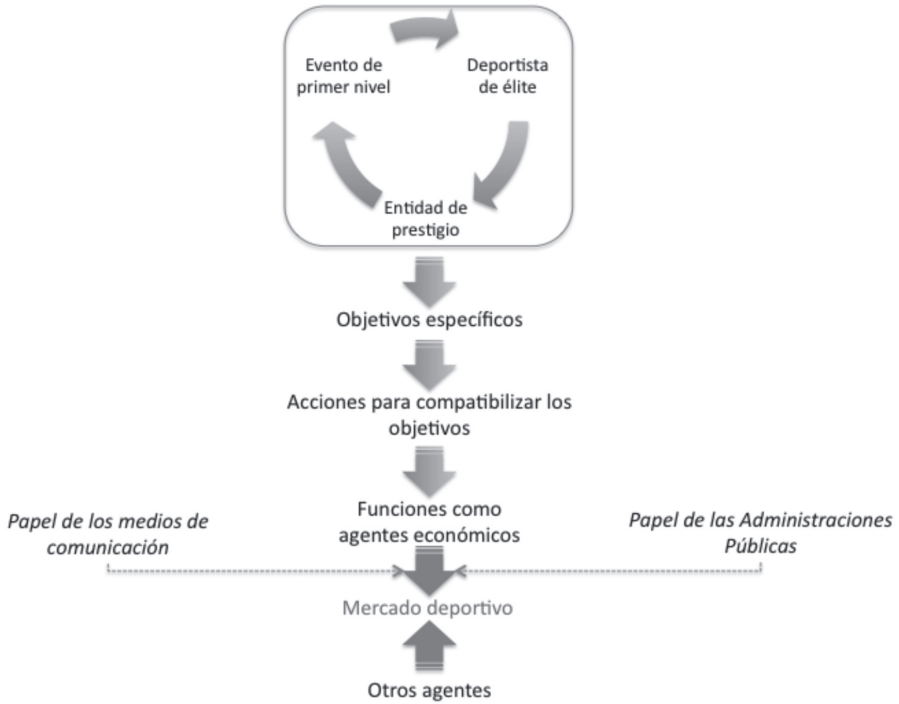 Evento de
primer nivel
Deportista
de élite
Entidad de
prestigio
Objetivos específicos
Acciones para compatibilizar los
objetivos
Funciones como
agentes económicos
Papel de los medios de
comunicación
Papel de las Administraciones
Públicas
Mercado deportivo
Otros agentes